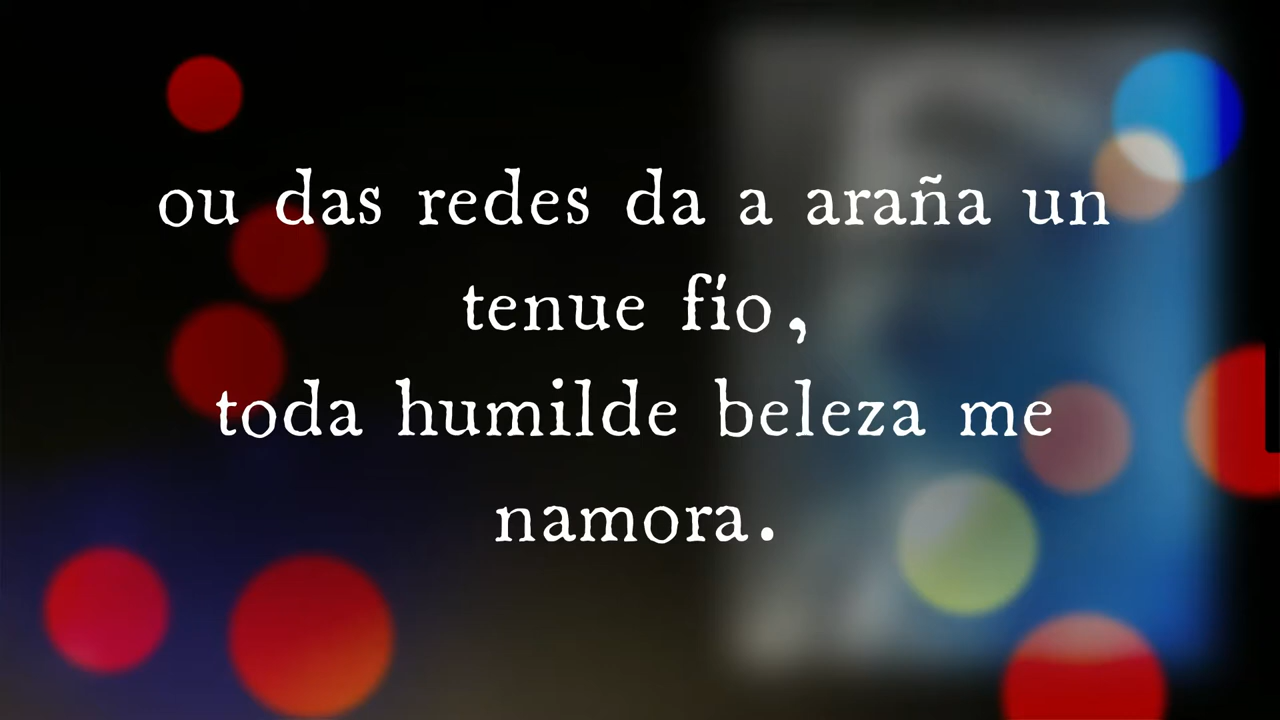 ou das redes da a araña un
tenue fío,
toda humilde beleza me
namora.